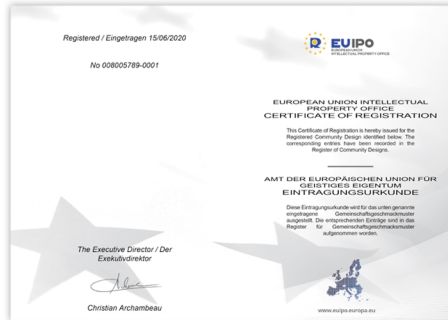 Registered / Eingetragen 15/06/2020
No 008005789-0001
The Executive Director / Der
Exekutivdirektor
Christian Archambeau
EUIPO
EUROPEAN UNION
INTELLECTUAL PROPERTY OFFICE
EUROPEAN UNION INTELLECTUAL
PROPERTY OFFICE
CERTIFICATE OF REGISTRATION
This Certificate of Registration is hereby issued for the
Registered Community Design identified below. The
corresponding entries have been recorded in the
Register of Community Designs.
AMT DER EUROPÄISCHEN UNION FÜR
GEISTIGES EIGENTUM
EINTRAGUNGSURKUNDE
Diese Eintragungsurkunde wird für das unten genannte
eingetragene Gemeinschaftsgeschmacksmuster
ausgestellt. Die entsprechenden Einträge sind in das
Register für Gemeinschaftsgeschmacksmuster
aufgenommen worden.
www.euipo.europa.eu